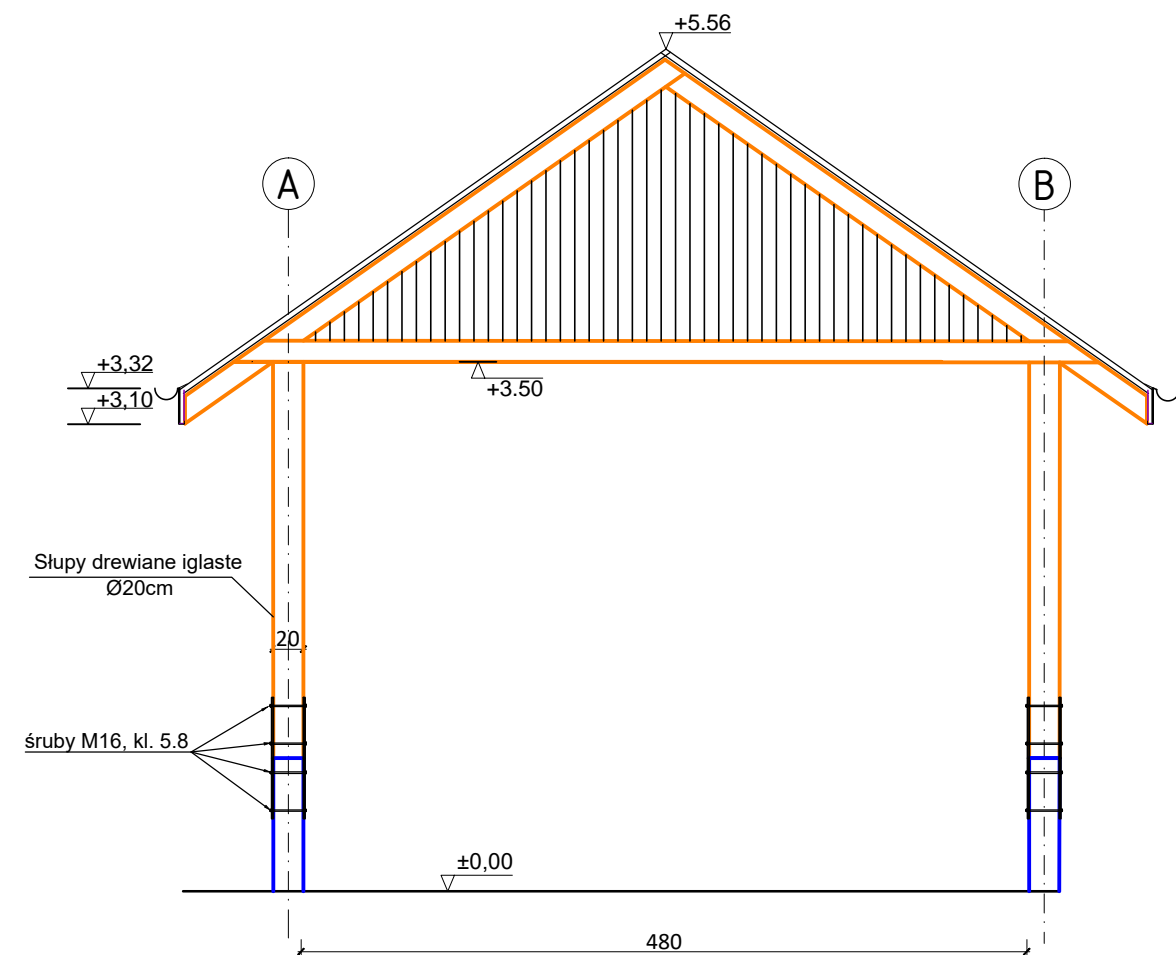 +5.56
A
B
+3,32
+3.50
+3,10
Słupy drewiane iglaste
Ø20cm
20
śruby M16, kl. 5.8
±0,00
480